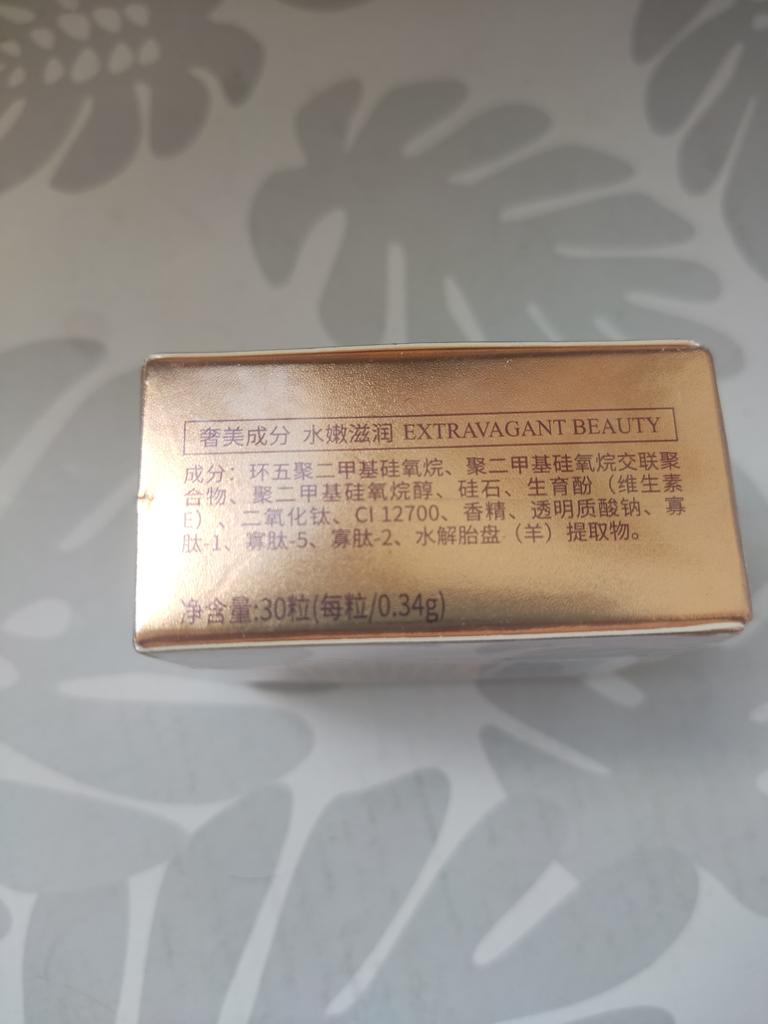 奢美成分 水嫩滋润 EXTRAVAGANT BEAUTY
成分：环五聚二甲基硅氧烷、聚二甲基硅氧烷交联聚
合物、聚二甲基硅氧烷醇、硅石、生育酚（维生素
E）、二氧化钛、CI 12700、香精、透明质酸钠、寡
肽-1、寡肽-5、寡肽-2、水解胎盘（羊）提取物。
净含量:30粒(每粒/0.34g)